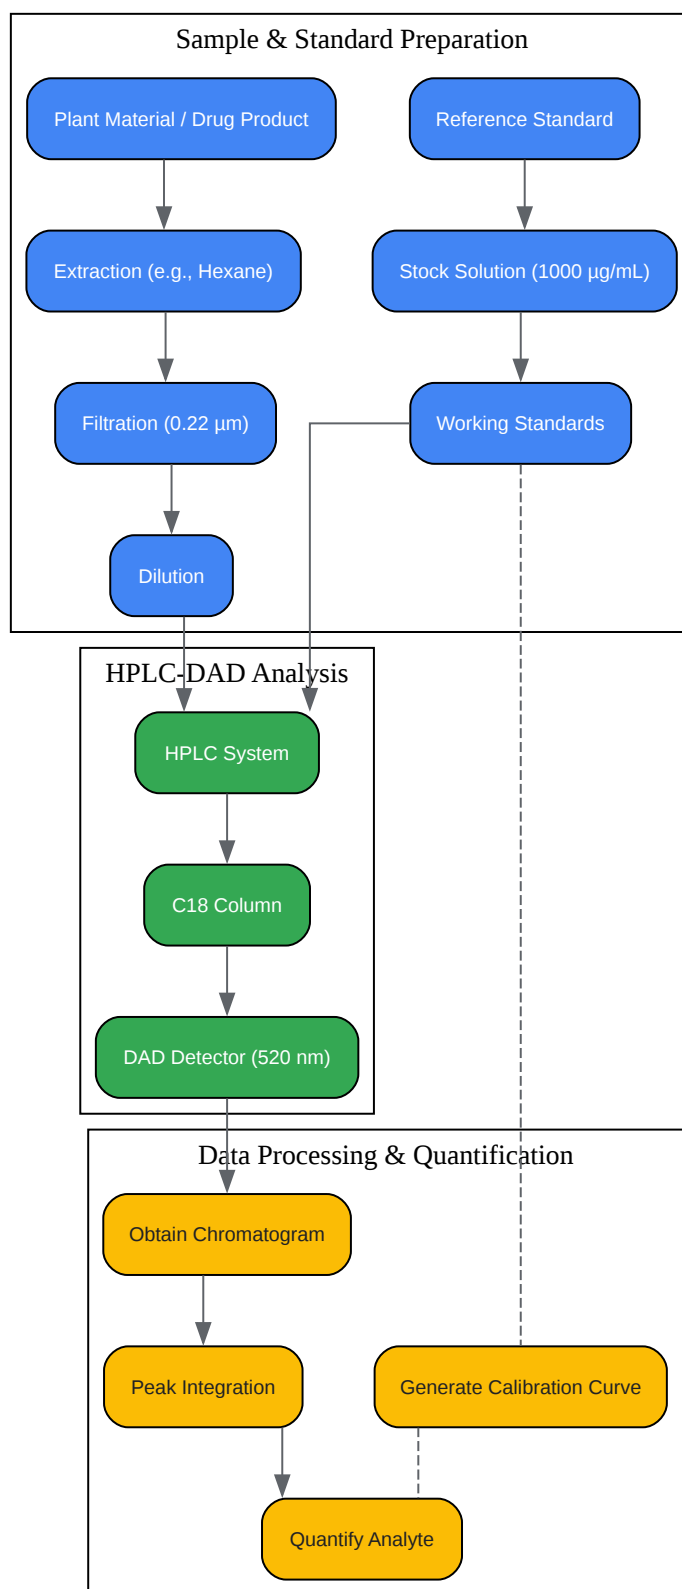 Sample & Standard Preparation
Plant Material / Drug Product
Reference Standard
Extraction (e.g., Hexane)
Stock Solution (1000 µg/mL)
Filtration (0.22 µm)
Working Standards
Dilution
HPLC-DAD Analysis
HPLC System
C18 Column
DAD Detector (520 nm)
Data Processing & Quantification
Obtain Chromatogram
Peak Integration
Generate Calibration Curve
Quantify Analyte